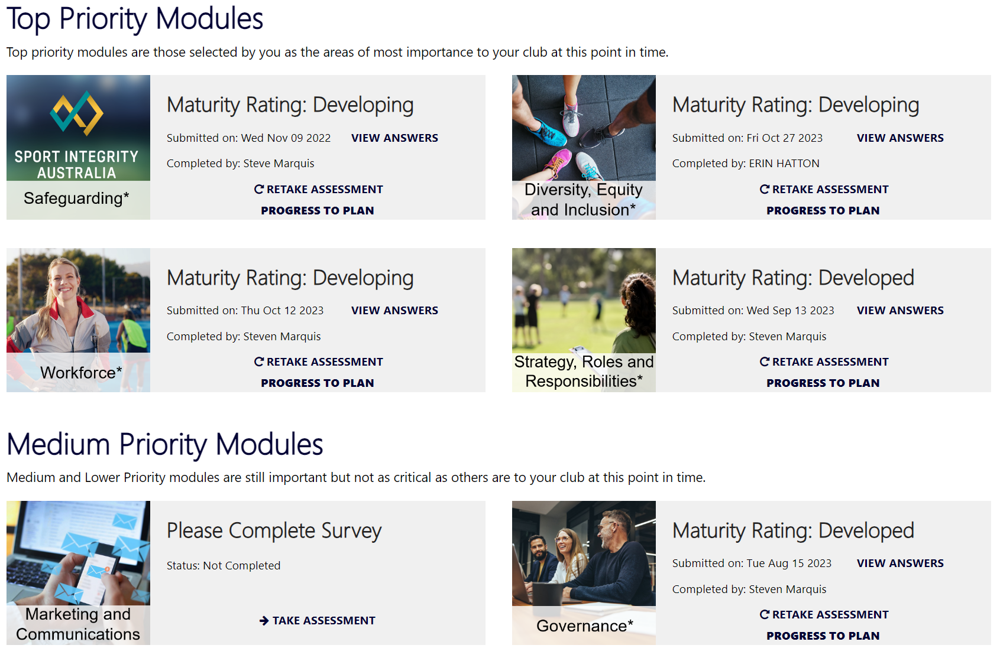 Top Priority Modules
Top priority modules are those selected by you as the areas of most importance to your club at this point in time.
SPORT INTEGRITY
AUSTRALIA
Safeguarding*
Maturity Rating: Developing
Submitted on: Wed Nov 09 2022 VIEW ANSWERS
Completed by: Steve Marquis
RETAKE ASSESSMENT
PROGRESS TO PLAN
Diversity, Equity
and Inclusion*
Maturity Rating: Developing
Submitted on: Fri Oct 27 2023 VIEW ANSWERS
Completed by: ERIN HATTON
RETAKE ASSESSMENT
PROGRESS TO PLAN
Workforce*
Maturity Rating: Developing
Submitted on: Thu Oct 12 2023 VIEW ANSWERS
Completed by: Steven Marquis
RETAKE ASSESSMENT
PROGRESS TO PLAN
Strategy, Roles and
Responsibilities*
Maturity Rating: Developed
Submitted on: Wed Sep 13 2023 VIEW ANSWERS
Completed by: Steven Marquis
RETAKE ASSESSMENT
PROGRESS TO PLAN
Medium Priority Modules
Medium and Lower Priority modules are still important but not as critical as others are to your club at this point in time.
Marketing and
Communications
Please Complete Survey
Status: Not Completed
TAKE ASSESSMENT
Governance*
Maturity Rating: Developed
Submitted on: Tue Aug 15 2023 VIEW ANSWERS
Completed by: Steven Marquis
RETAKE ASSESSMENT
PROGRESS TO PLAN